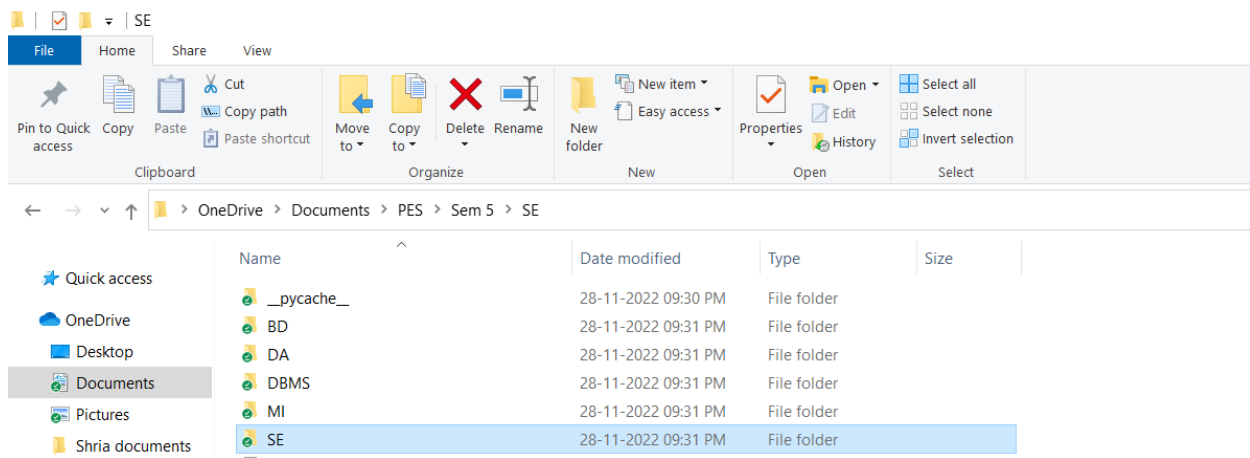 SE
File Home Share View
Pin to Quick access
Copy
Paste
Cut
Copy path
Paste shortcut
Clipboard
Move to
Copy to
Delete
Rename
Organize
New folder
New item
Easy access
New
Properties
Open
Edit
History
Open
Select all
Select none
Invert selection
Select
OneDrive > Documents > PES > Sem 5 > SE
Quick access
OneDrive
Desktop
Documents
Pictures
Shria documents
Name Date modified Type Size
__pycache__ 28-11-2022 09:30 PM File folder
BD 28-11-2022 09:31 PM File folder
DA 28-11-2022 09:31 PM File folder
DBMS 28-11-2022 09:31 PM File folder
MI 28-11-2022 09:31 PM File folder
SE 28-11-2022 09:31 PM File folder